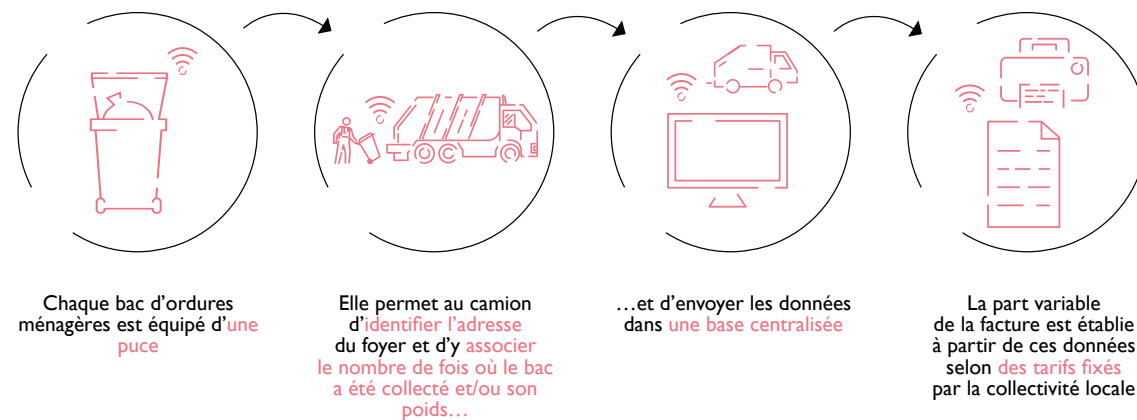 Chaque bac d'ordures
ménagères est équipé d'une
puce
Elle permet au camion
d'identifier l'adresse
du foyer et d'y associer
le nombre de fois où le bac
a été collecté et/ou son
poids…
…et d'envoyer les données
dans une base centralisée
La part variable
de la facture est établie
à partir de ces données
selon des tarifs fixés
par la collectivité locale